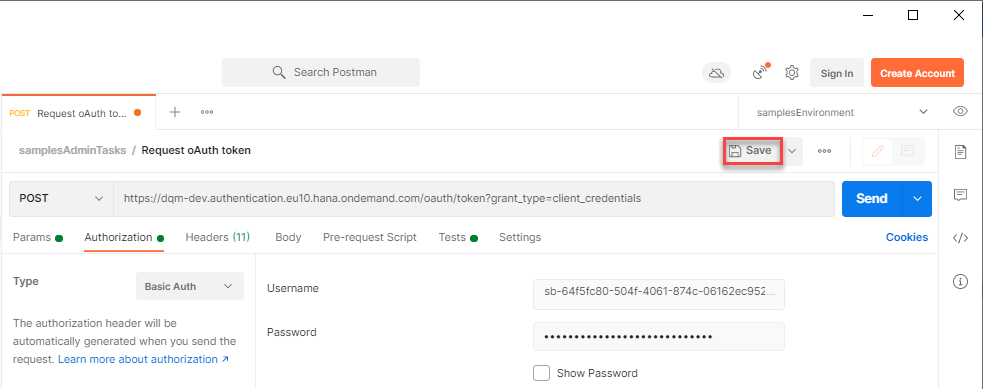 Search Postman
Sign In
Create Account
POST Request oAuth to...
samplesEnvironment
samplesAdminTasks / Request oAuth token
Save
POST
https://dqm-dev.authentication.eu10.hana.ondemand.com/oauth/token?grant_type=client_credentials
Send
Params
Authorization
Headers (11)
Body
Pre-request Script
Tests
Settings
Cookies
Type
Basic Auth
The authorization header will be
automatically generated when you send the
request. Learn more about authorization ↗
Username
sb-64f5fc80-504f-4061-874c-06162ec952...
Password
Show Password